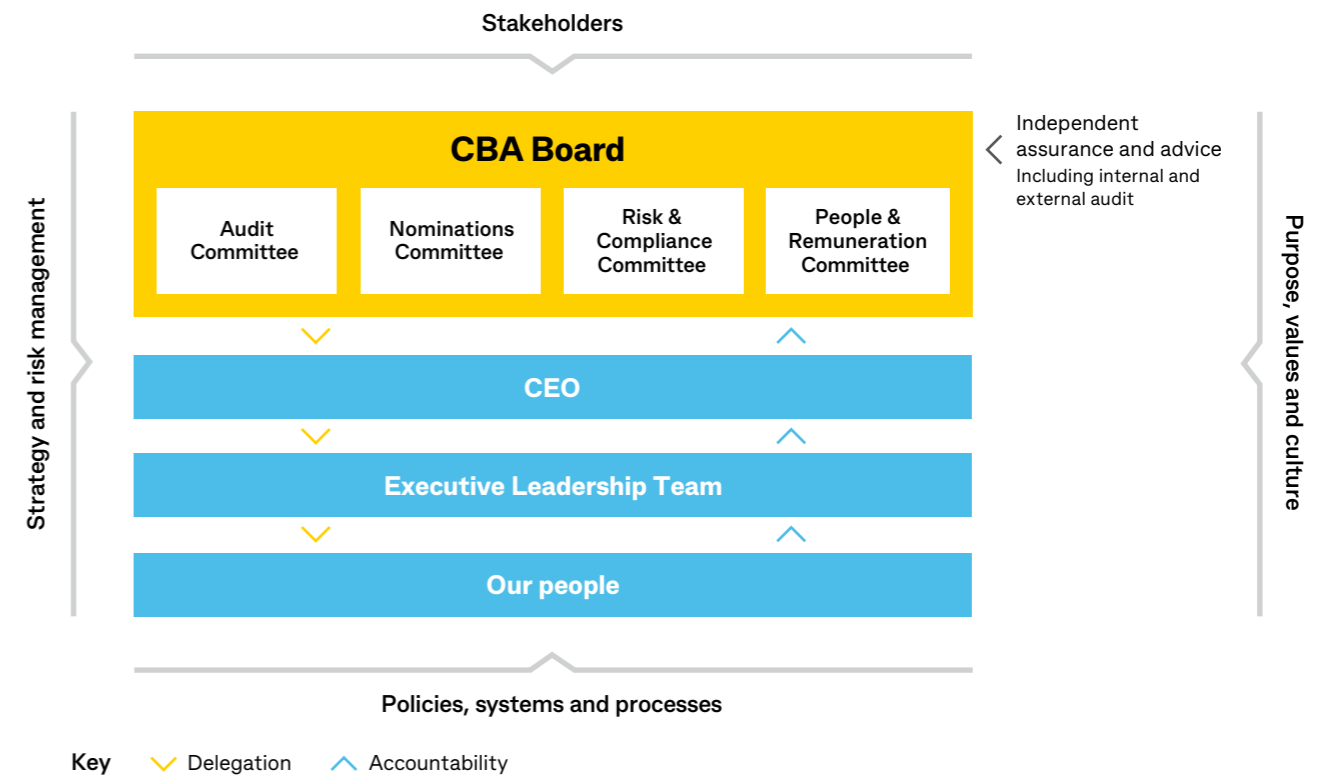 Stakeholders
CBA Board
Audit
Committee
Nominations
Committee
Risk &
Compliance
Committee
People &
Remuneration
Committee
Independent
assurance and advice
Including internal and
external audit
Strategy and risk management
Purpose, values and culture
CEO
Executive Leadership Team
Our people
Policies, systems and processes
Key Delegation Accountability